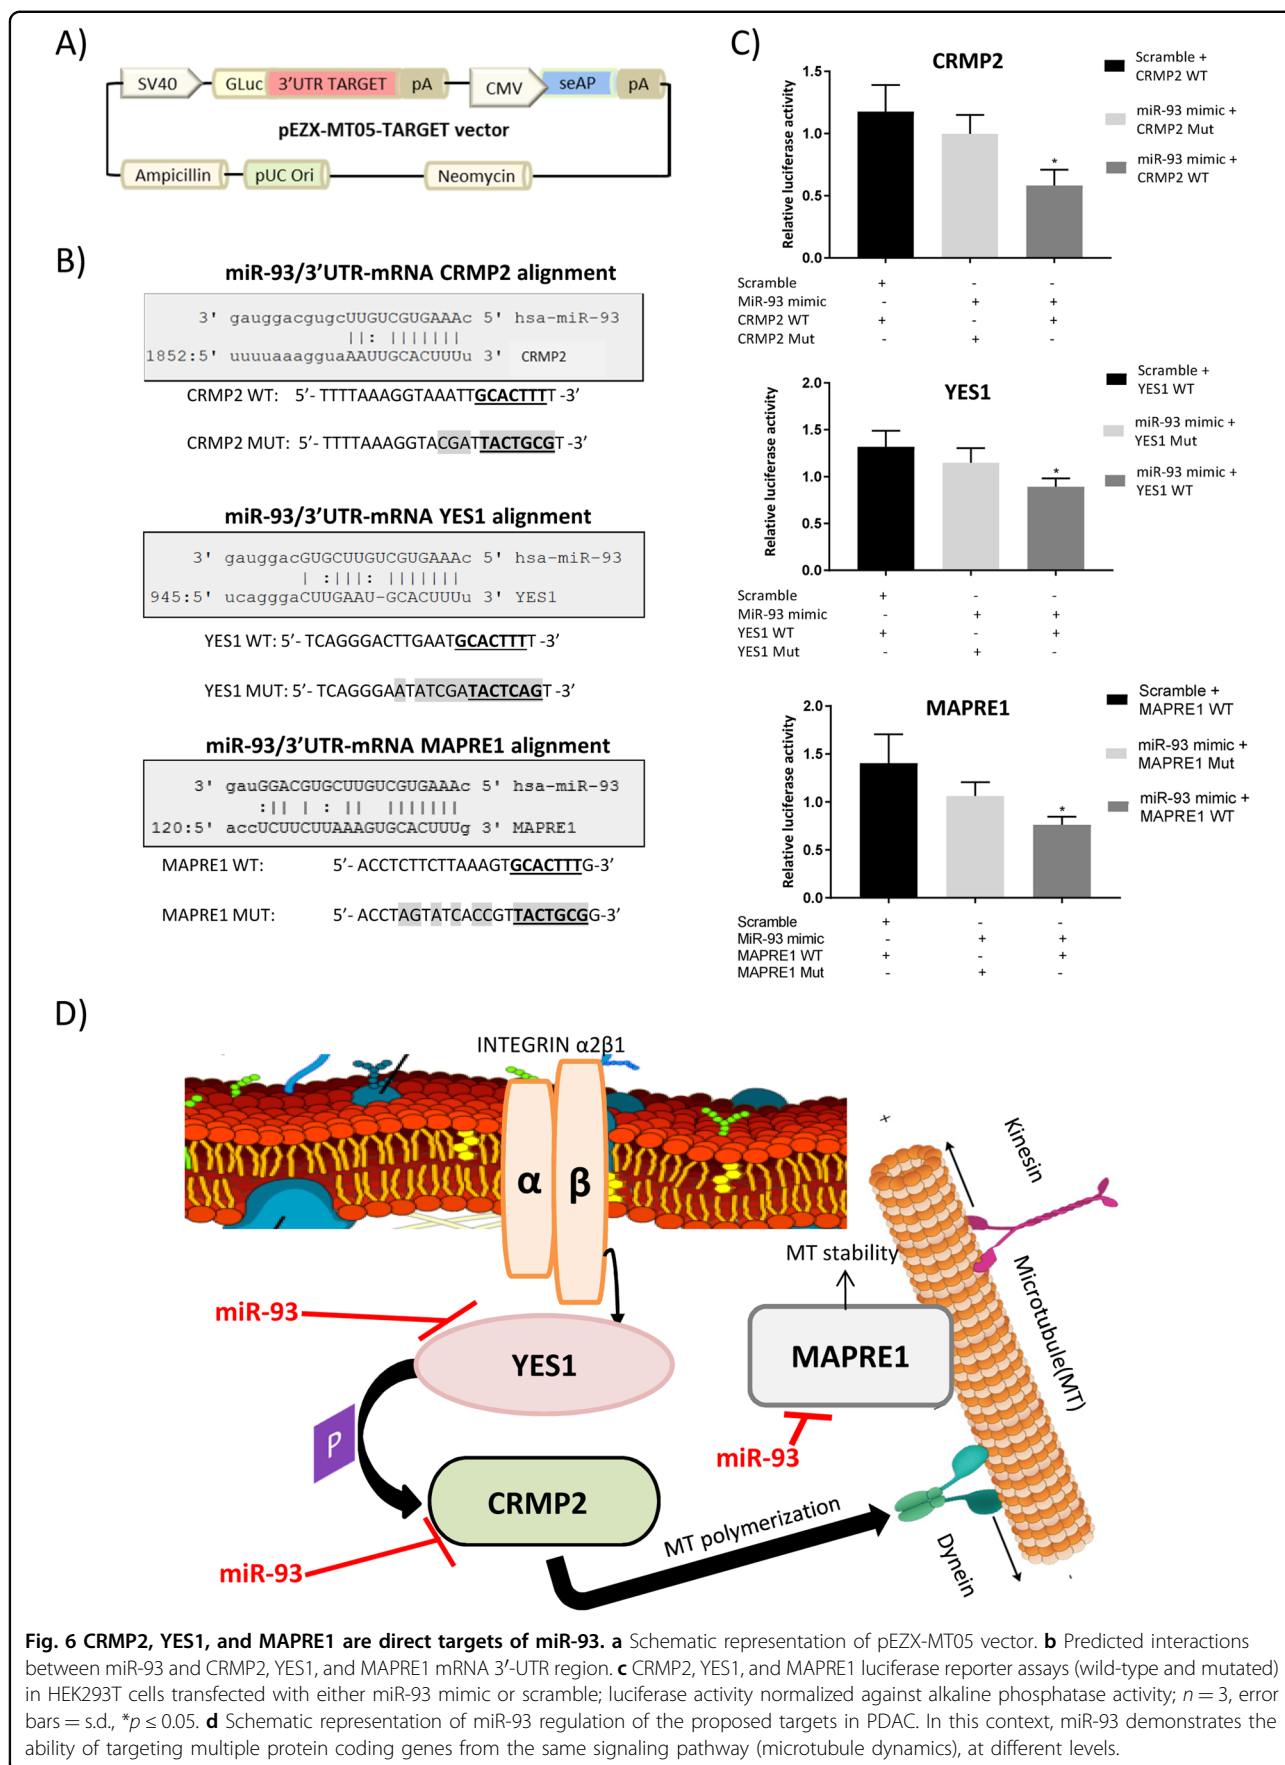 A)
SV40 GLuc 3'UTR TARGET pA CMV seAP pA
pEZX-MT05-TARGET vector
Ampicillin pUC Ori Neomycin
B)
miR-93/3'UTR-mRNA CRMP2 alignment
3' gauggacgugcUUGUCGUGAAAc 5' hsa-miR-93
||: |||||||
1852:5' uuuuaaagguaAAUUGCACUUUu 3' CRMP2
CRMP2 WT: 5'- TTTTAAAGGTAAATTGCACTTTT -3'
CRMP2 MUT: 5'- TTTTAAAGGTACGATTACTGCGT -3'
miR-93/3'UTR-mRNA YES1 alignment
3' gauggacGUGCUUGUCGUGAAAc 5' hsa-miR-93
| :|||: |||||||
945:5' ucagggaCUUGAAU-GCACUUUu 3' YES1
YES1 WT: 5'- TCAGGGACTTGAATGCACTTTT -3'
YES1 MUT: 5'- TCAGGGAATATCGATACTCAGT -3'
miR-93/3'UTR-mRNA MAPRE1 alignment
3' gauGGACGUGCUUGUCGUGAAAc 5' hsa-miR-93
:|| | : || |||||||
120:5' accUCUUCUUAAAGUGCACUUUg 3' MAPRE1
MAPRE1 WT: 5'- ACCTCTTCTTAAAGTGCACTTTG-3'
MAPRE1 MUT: 5'- ACCTAGTATCACCGTTACTGCGG-3'
C)
CRMP2
Relative luciferase activity
1.5
1.0
0.5
0.0
*
Scramble +
CRMP2 WT
miR-93 mimic +
CRMP2 Mut
miR-93 mimic +
CRMP2 WT
Scramble + - -
MiR-93 mimic - + +
CRMP2 WT + - +
CRMP2 Mut - + -
YES1
Relative luciferase activity
2.0
1.5
1.0
0.5
0.0
*
Scramble +
YES1 WT
miR-93 mimic +
YES1 Mut
miR-93 mimic +
YES1 WT
Scramble + - -
MiR-93 mimic - + +
YES1 WT + - +
YES1 Mut - + -
MAPRE1
Relative luciferase activity
2.0
1.5
1.0
0.5
0.0
*
Scramble +
MAPRE1 WT
miR-93 mimic +
MAPRE1 Mut
miR-93 mimic +
MAPRE1 WT
Scramble + - -
MiR-93 mimic - + +
MAPRE1 WT + - +
MAPRE1 Mut - + -
D)
INTEGRIN α2β1
α β
+
Kinesin
MT stability
Microtubule(MT)
miR-93
YES1
MAPRE1
P
miR-93
CRMP2
MT polymerization
miR-93
Dynein
-
Fig. 6 CRMP2, YES1, and MAPRE1 are direct targets of miR-93. a Schematic representation of pEZX-MT05 vector. b Predicted interactions
between miR-93 and CRMP2, YES1, and MAPRE1 mRNA 3′-UTR region. c CRMP2, YES1, and MAPRE1 luciferase reporter assays (wild-type and mutated)
in HEK293T cells transfected with either miR-93 mimic or scramble; luciferase activity normalized against alkaline phosphatase activity; n = 3, error
bars = s.d., *p ≤ 0.05. d Schematic representation of miR-93 regulation of the proposed targets in PDAC. In this context, miR-93 demonstrates the
ability of targeting multiple protein coding genes from the same signaling pathway (microtubule dynamics), at different levels.